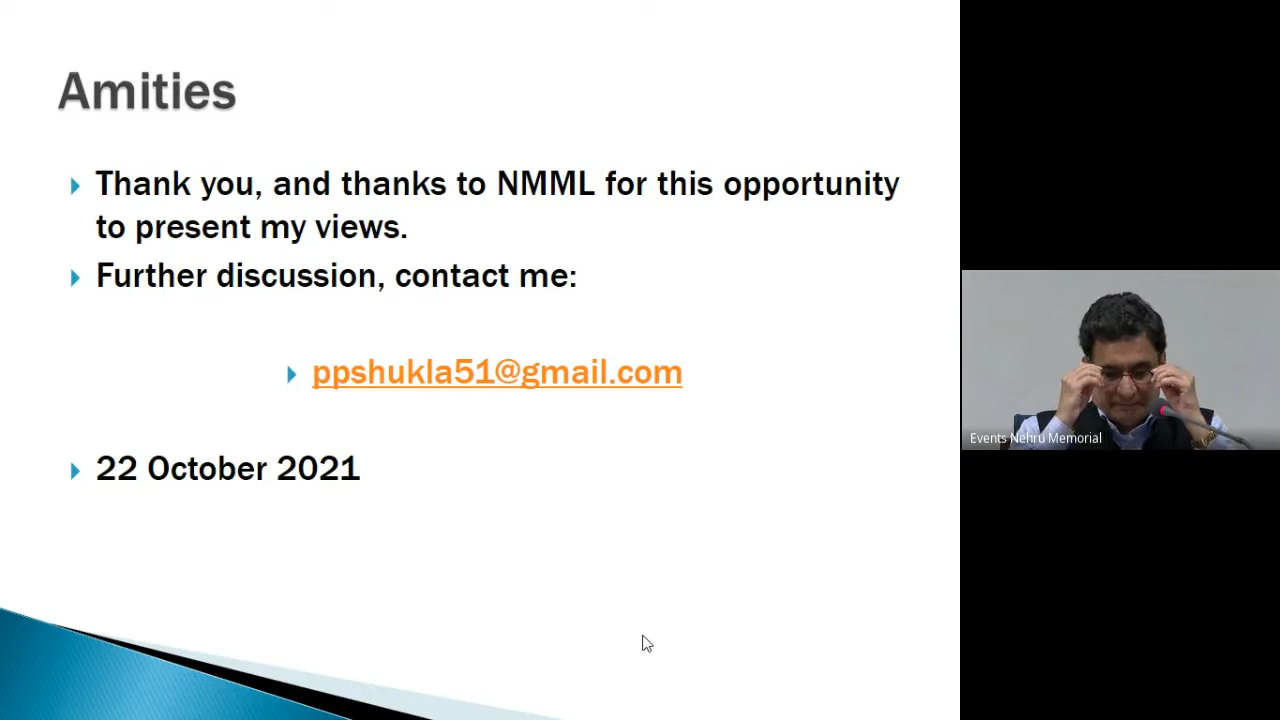 Amities
Thank you, and thanks to NMML for this opportunity
to present my views.
Further discussion, contact me:
ppshukla51@gmail.com
22 October 2021
Events Nehru Memorial